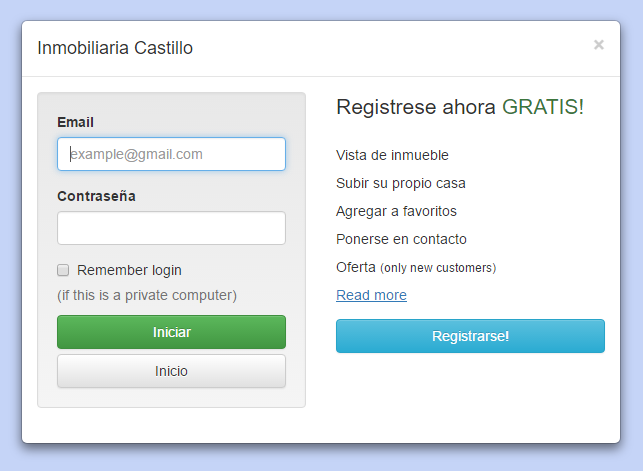 Inmobiliaria Castillo
×
Email
example@gmail.com
Contraseña
Remember login
(if this is a private computer)
Iniciar
Inicio
Registrese ahora GRATIS!
Vista de inmueble
Subir su propio casa
Agregar a favoritos
Ponerse en contacto
Oferta (only new customers)
Read more
Registrarse!